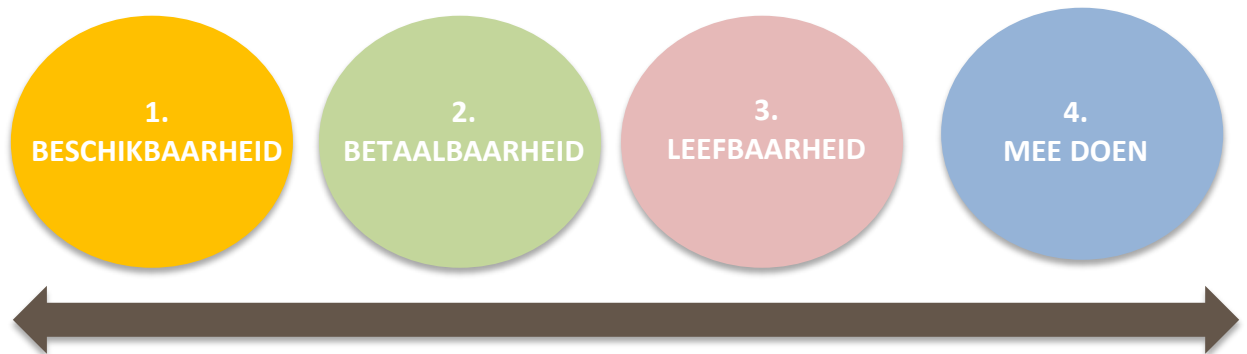 1.
BESCHIKBAARHEID
2.
BETAALBAARHEID
3.
LEEFBAARHEID
4.
MEE DOEN